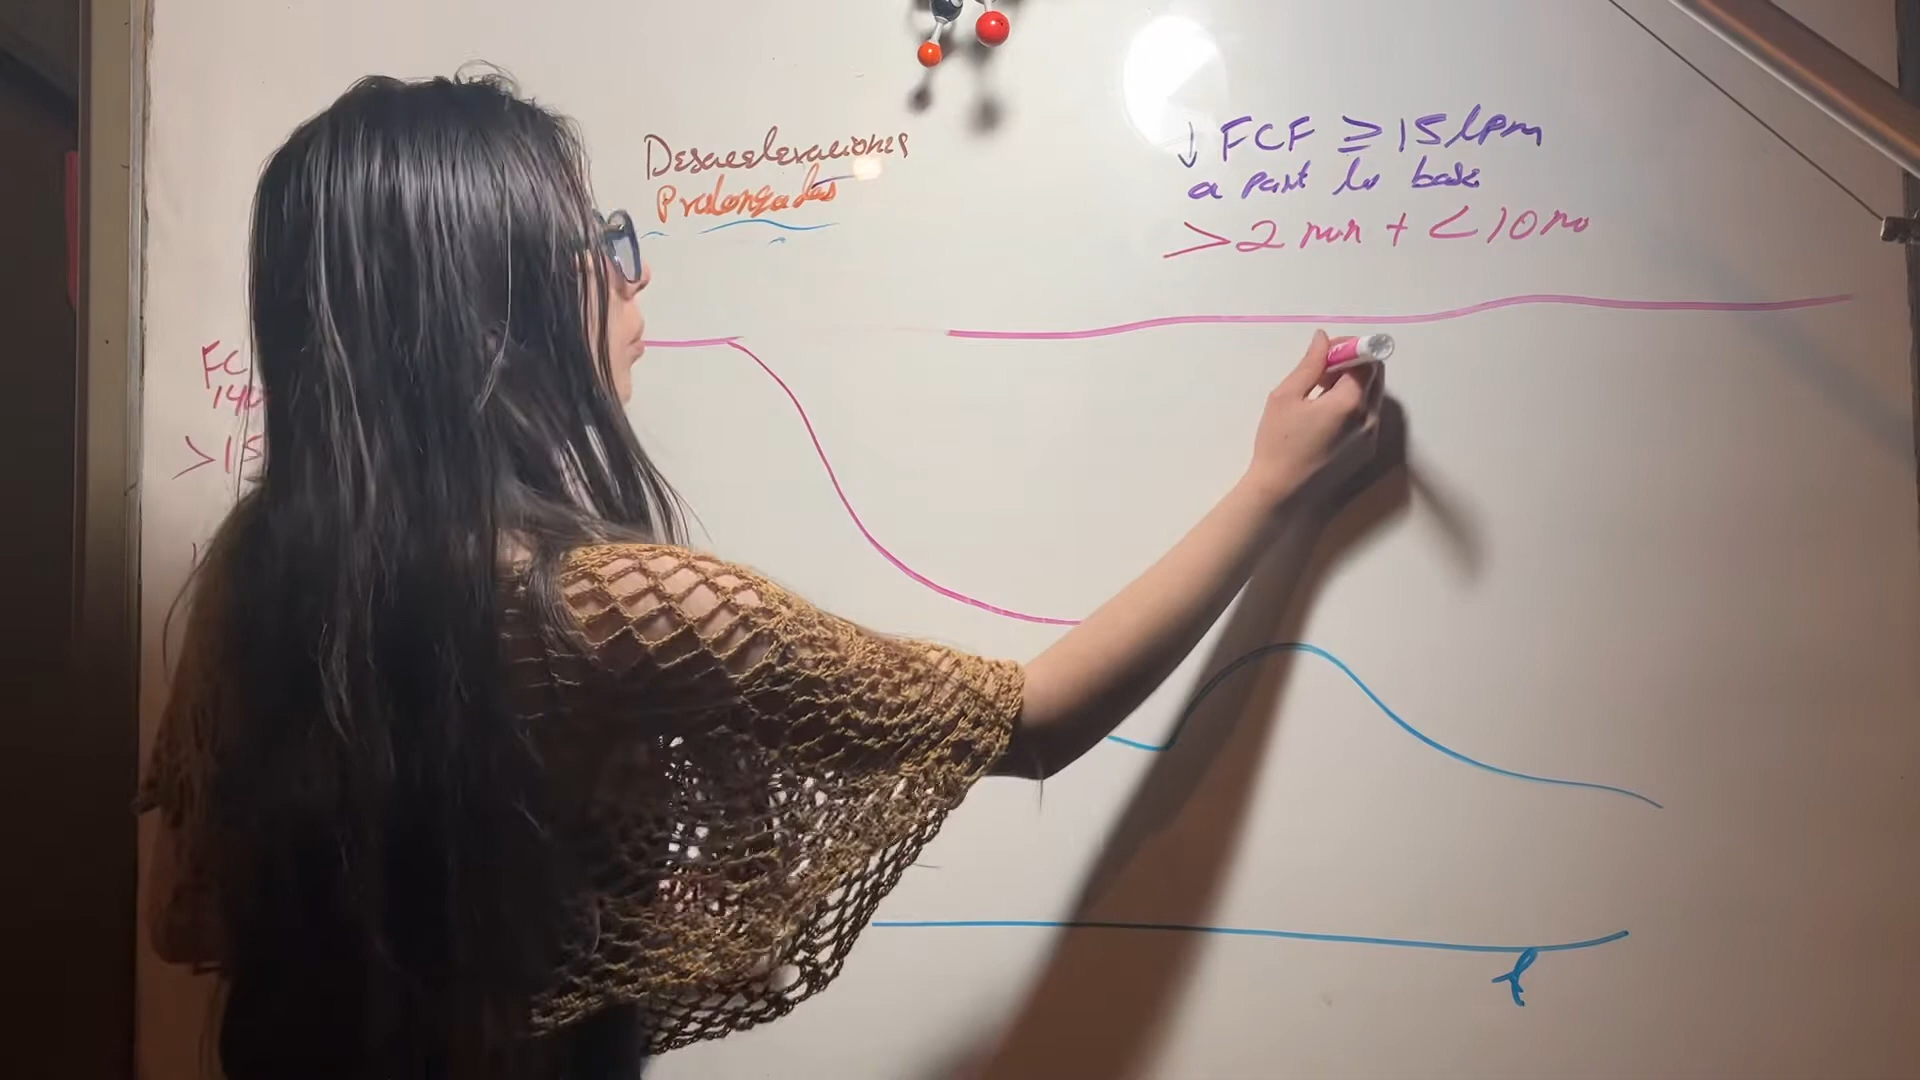 Desaceleraciones
Prolongadas
↓ FCF ≥ 15 lpm
a part la base
> 2 min + < 10 m
FC
140
> 15
t